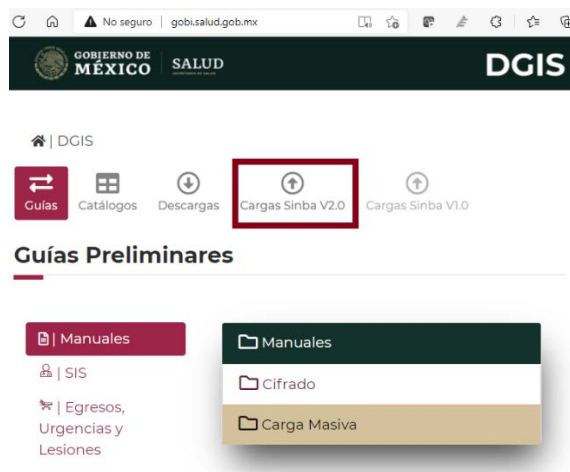 No seguro | gobi.salud.gob.mx
GOBIERNO DE MÉXICO SALUD DGIS
| DGIS
Guías Catálogos Descargas Cargas Sinba V2.0 Cargas Sinba V1.0
Guías Preliminares
| Manuales
| SIS
| Egresos,
Urgencias y
Lesiones
Manuales
Cifrado
Carga Masiva